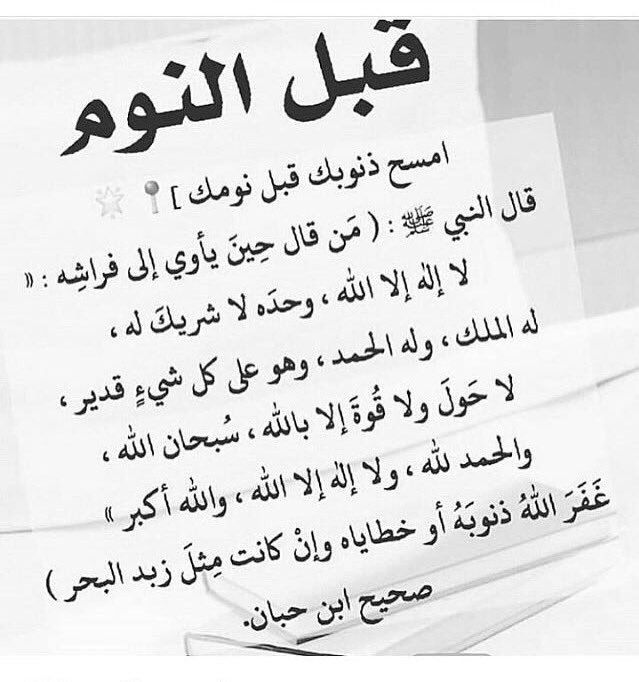 قبل النوم
امسح ذنوبك قبل نومك ]📍🌟
قال النبي ﷺ : ( مَن قال حِينَ يأوي إلى فراشِه : «
لا إلٰه إلا الله ، وحدَه لا شريكَ له ،
له الملك ، وله الحمد ، وهو على كل شيءٍ قدير ،
لا حَولَ ولا قُوةَ إلا بالله ، سُبحان الله ،
والحمد لله ، ولا إلٰه إلا الله ، والله أكبر »
غَفَرَ اللهُ ذنوبَهُ أو خطاياه وإنْ كانت مِثلَ زبد البحر )
صحيح ابن حبان.